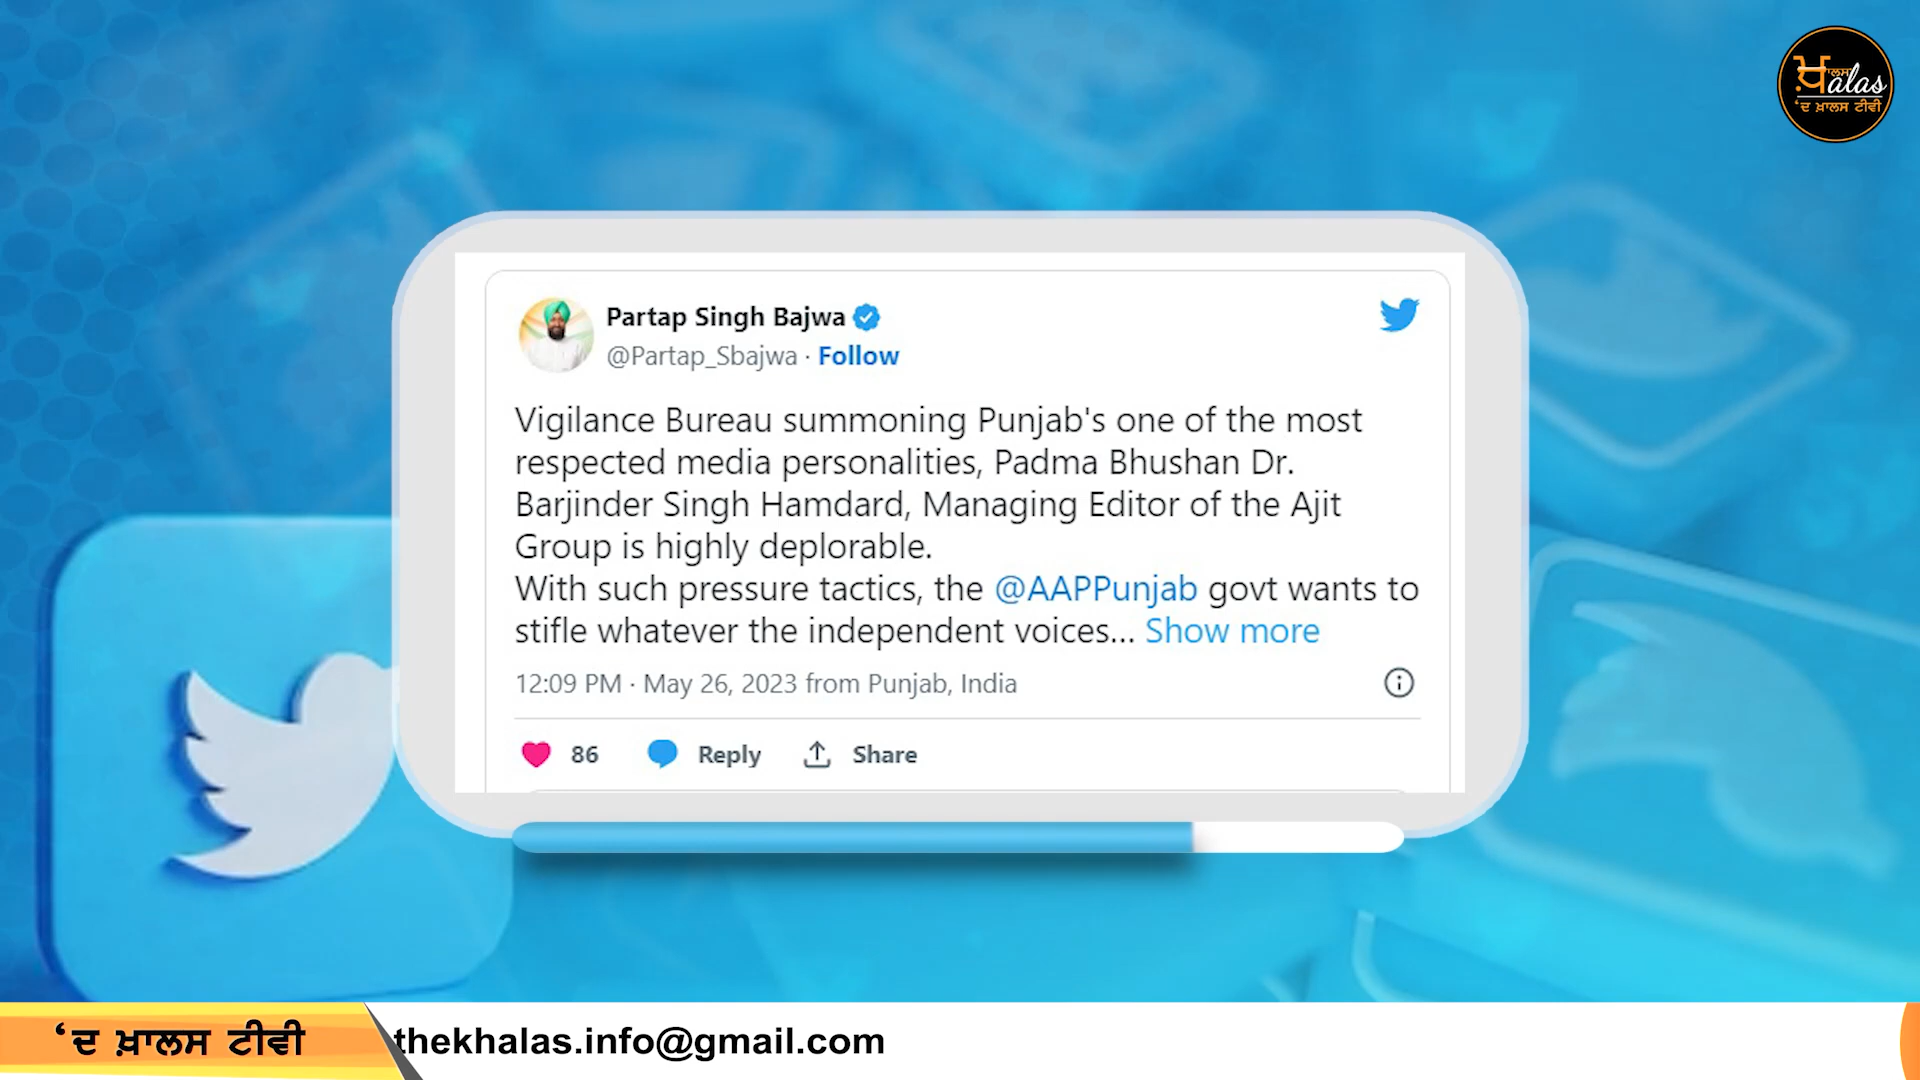 ਖ਼ਾਲਸ alas
‘ਦ ਖ਼ਾਲਸ ਟੀਵੀ
Partap Singh Bajwa
@Partap_Sbajwa · Follow
Vigilance Bureau summoning Punjab's one of the most
respected media personalities, Padma Bhushan Dr.
Barjinder Singh Hamdard, Managing Editor of the Ajit
Group is highly deplorable.
With such pressure tactics, the @AAPPunjab govt wants to
stifle whatever the independent voices... Show more
12:09 PM · May 26, 2023 from Punjab, India
86 Reply Share
‘ਦ ਖ਼ਾਲਸ ਟੀਵੀ
thekhalas.info@gmail.com